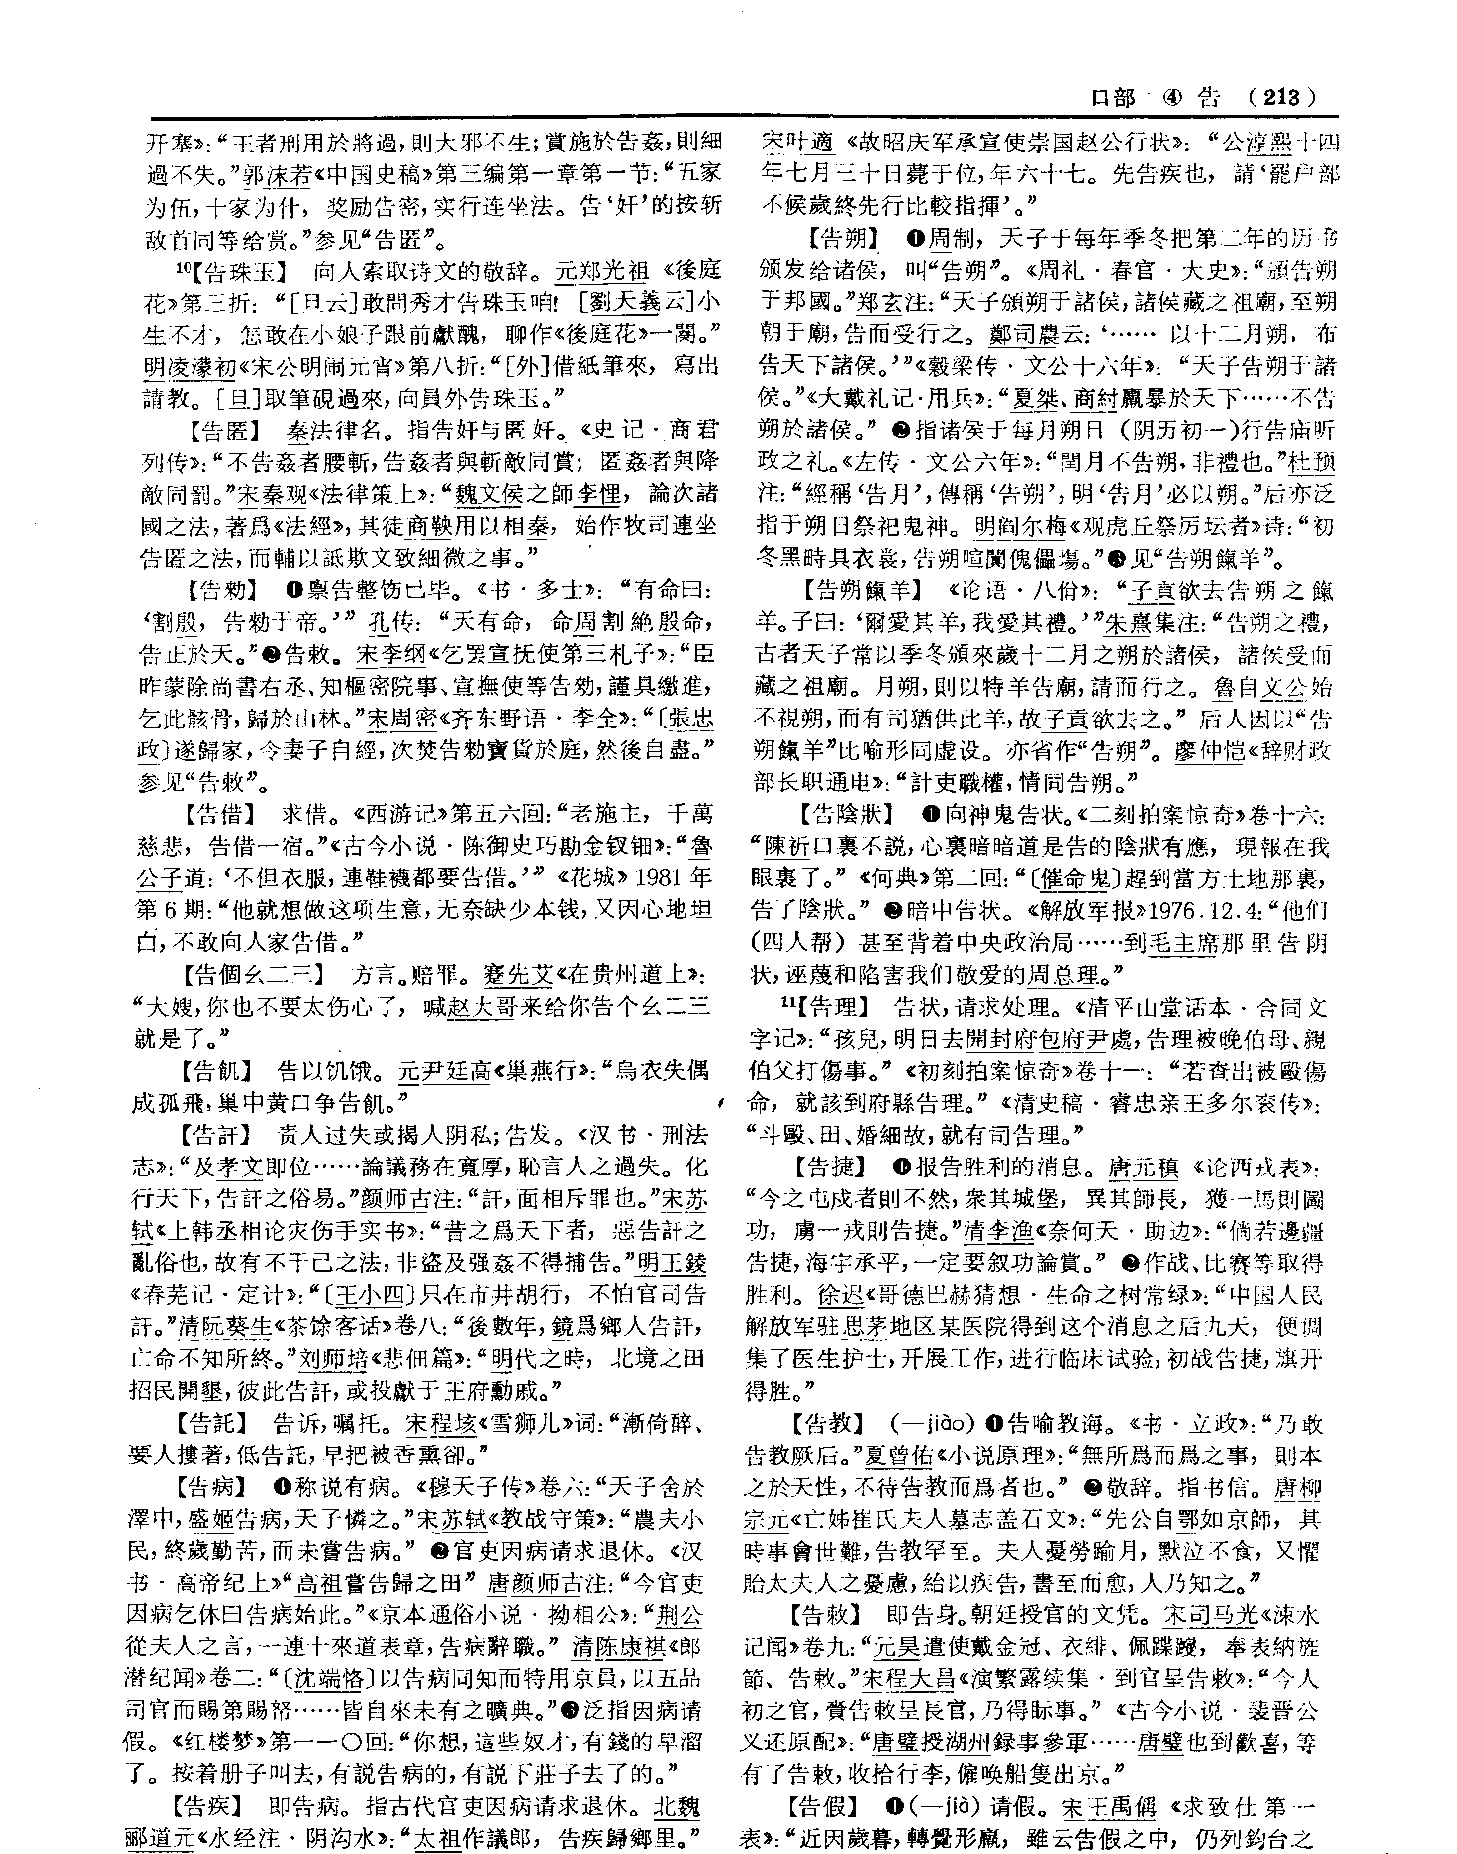 口部 ④ 告 (213)
开塞》：“王者刑用於將過，則大邪不生；賞施於告姦，則細
過不失。”郭沫若《中国史稿》第三编第一章第一节：“五家
为伍，十家为什，奖励告密，实行连坐法。告‘奸’的按斩
敌首同等给赏。”参见“告匿”。
¹⁰【告珠玉】 向人索取诗文的敬辞。元郑光祖《後庭
花》第三折：“［旦云］敢問秀才告珠玉咱！［劉天義云］小
生不才，怎敢在小娘子跟前獻醜，聊作《後庭花》一闋。”
明凌濛初《宋公明闹元宵》第八折：“［外］借紙筆來，寫出
請教。［旦］取筆硯過來，向員外告珠玉。”
【告匿】 秦法律名。指告奸与匿奸。《史记·商君
列传》：“不告姦者腰斬，告姦者與斬敵同賞；匿姦者與降
敵同罰。”宋秦观《法律策上》：“魏文侯之師李悝，論次諸
國之法，著爲《法經》，其徒商鞅用以相秦，始作牧司連坐
告匿之法，而輔以詆欺文致細微之事。”
【告勑】 ❶禀告整饬已毕。《书·多士》：“有命曰：
‘割殷，告勑于帝。’”孔传：“天有命，命周割絶殷命，
告正於天。”❷告敕。宋李纲《乞罢宣抚使第三札子》：“臣
昨蒙除尚書右丞、知樞密院事、宣撫使等告勑，謹具繳進，
乞此骸骨，歸於山林。”宋周密《齐东野语·李全》：“〔張忠
政〕遂歸家，令妻子自經，次焚告勑寶貨於庭，然後自盡。”
参见“告敕”。
【告借】 求借。《西游记》第五六回：“老施主，千萬
慈悲，告借一宿。”《古今小说·陈御史巧勘金钗钿》：“魯
公子道：‘不但衣服，連鞋襪都要告借。’”《花城》1981年
第6期：“他就想做这项生意，无奈缺少本钱，又因心地坦
白，不敢向人家告借。”
【告個幺二三】 方言。赔罪。蹇先艾《在贵州道上》：
“大嫂，你也不要太伤心了，喊赵大哥来给你告个幺二三
就是了。”
【告飢】 告以饥饿。元尹廷高《巢燕行》：“烏衣失偶
成孤飛，巢中黄口争告飢。”
【告訐】 责人过失或揭人阴私；告发。《汉书·刑法
志》：“及孝文即位……論議務在寬厚，恥言人之過失。化
行天下，告訐之俗易。”颜师古注：“訐，面相斥罪也。”宋苏
轼《上韩丞相论灾伤手实书》：“昔之爲天下者，惡告訐之
亂俗也，故有不干己之法，非盗及强姦不得捕告。”明王錂
《春芜记·定计》：“〔王小四〕只在市井胡行，不怕官司告
訐。”清阮葵生《茶馀客话》卷八：“後數年，鏡爲鄉人告訐，
亡命不知所終。”刘师培《悲佃篇》：“明代之時，北境之田
招民開墾，彼此告訐，或投獻于王府勳戚。”
【告託】 告诉，嘱托。宋程垓《雪狮儿》词：“漸倚醉、
要人摟著，低告託，早把被香熏卻。”
【告病】 ❶称说有病。《穆天子传》卷六：“天子舍於
澤中，盛姬告病，天子憐之。”宋苏轼《教战守策》：“農夫小
民，終歲勤苦，而未嘗告病。” ❷官吏因病请求退休。《汉
书·高帝纪上》“高祖嘗告歸之田”唐颜师古注：“今官吏
因病乞休曰告病始此。”《京本通俗小说·拗相公》：“荆公
從夫人之言，一連十來道表章，告病辭職。”清陈康祺《郎
潜纪闻》卷二：“〔沈端恪〕以告病同知而特用京員，以五品
司官而賜第賜帑……皆自來未有之曠典。”❸泛指因病请
假。《红楼梦》第一一〇回：“你想，這些奴才，有錢的早溜
了。按着册子叫去，有説告病的，有説下莊子去了的。”
【告疾】 即告病。指古代官吏因病请求退休。北魏
郦道元《水经注·阴沟水》：“太祖作議郎，告疾歸鄉里。”
宋叶適《故昭庆军承宣使崇国赵公行状》：“公淳熙十四
年七月三十日薨于位，年六十七。先告疾也，請‘罷户部
不候歲終先行比較指揮’。”
【告朔】 ❶周制，天子于每年季冬把第二年的历书
颁发给诸侯，叫“告朔”。《周礼·春官·大史》：“頒告朔
于邦國。”郑玄注：“天子頒朔于諸侯，諸侯藏之祖廟，至朔
朝于廟，告而受行之。鄭司農云：‘……以十二月朔，布
告天下諸侯。’”《穀梁传·文公十六年》：“天子告朔于諸
侯。”《大戴礼记·用兵》：“夏桀、商紂羸暴於天下……不告
朔於諸侯。” ❷指诸侯于每月朔日（阴历初一）行告庙听
政之礼。《左传·文公六年》：“閏月不告朔，非禮也。”杜预
注：“經稱‘告月’，傳稱‘告朔’，明‘告月’必以朔。”后亦泛
指于朔日祭祀鬼神。明阎尔梅《观虎丘祭厉坛者》诗：“初
冬黑時具衣裳，告朔喧闐傀儡場。”❸见“告朔餼羊”。
【告朔餼羊】 《论语·八佾》：“子貢欲去告朔之餼
羊。子曰：‘爾愛其羊，我愛其禮。’”朱熹集注：“告朔之禮，
古者天子常以季冬頒來歲十二月之朔於諸侯，諸侯受而
藏之祖廟。月朔，則以特羊告廟，請而行之。魯自文公始
不視朔，而有司猶供此羊，故子貢欲去之。”后人因以“告
朔餼羊”比喻形同虚设。亦省作“告朔”。廖仲恺《辞财政
部长职通电》：“計吏職權，情同告朔。”
【告陰狀】 ❶向神鬼告状。《二刻拍案惊奇》卷十六：
“陳祈口裏不説，心裏暗暗道是告的陰狀有應，現報在我
眼裏了。”《何典》第二回：“〔催命鬼〕趕到當方土地那裏，
告了陰狀。” ❷暗中告状。《解放军报》1976.12.4：“他们
（四人帮）甚至背着中央政治局……到毛主席那里告阴
状，诬蔑和陷害我们敬爱的周总理。”
¹¹【告理】 告状，请求处理。《清平山堂话本·合同文
字记》：“孩兒，明日去開封府包府尹處，告理被晚伯母、親
伯父打傷事。”《初刻拍案惊奇》卷十一：“若查出被毆傷
命，就該到府縣告理。”《清史稿·睿忠亲王多尔衮传》：
“斗毆、田、婚細故，就有司告理。”
【告捷】 ❶报告胜利的消息。唐元稹《论西戎表》：
“今之屯戍者則不然，衆其城堡，異其師長，獲一馬則圖
功，虜一戎則告捷。”清李渔《奈何天·助边》：“倘若邊疆
告捷，海宇承平，一定要叙功論賞。” ❷作战、比赛等取得
胜利。徐迟《哥德巴赫猜想·生命之树常绿》：“中国人民
解放军驻思茅地区某医院得到这个消息之后九天，便调
集了医生护士，开展工作，进行临床试验，初战告捷，旗开
得胜。”
【告教】 （—jiào）❶告喻教诲。《书·立政》：“乃敢
告教厥后。”夏曾佑《小说原理》：“無所爲而爲之事，則本
之於天性，不待告教而爲者也。” ❷敬辞。指书信。唐柳
宗元《亡姊崔氏夫人墓志盖石文》：“先公自鄂如京師，其
時事會世難，告教罕至。夫人憂勞踰月，默泣不食，又懼
貽太夫人之憂慮，紿以疾告，書至而愈，人乃知之。”
【告敕】 即告身。朝廷授官的文凭。宋司马光《涑水
记闻》卷九：“元昊遣使戴金冠、衣緋、佩蹀躞，奉表納旌
節、告敕。”宋程大昌《演繁露续集·到官呈告敕》：“今人
初之官，賫告敕呈長官，乃得眎事。”《古今小说·裴晋公
义还原配》：“唐璧授湖州録事參軍……唐璧也到歡喜，等
有了告敕，收拾行李，僱唤船隻出京。”
【告假】 ❶（—jià）请假。宋王禹偁《求致仕第一
表》：“近因歲暮，轉覺形羸，雖云告假之中，仍列鈞台之